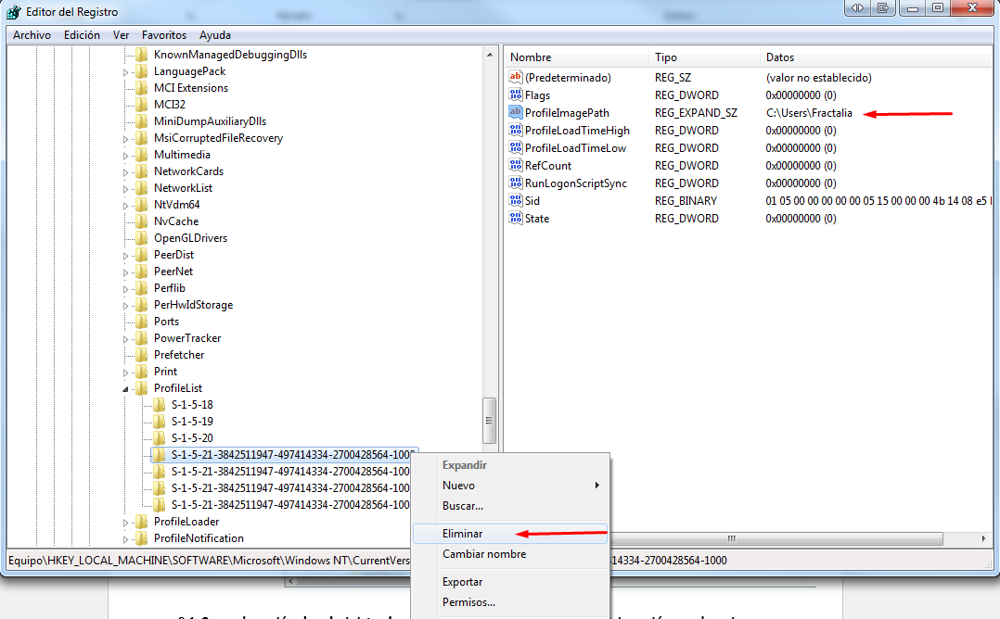 Editor del Registro
Archivo Edición Ver Favoritos Ayuda
KnownManagedDebuggingDlls
LanguagePack
MCI Extensions
MCI32
MiniDumpAuxiliaryDlls
MsiCorruptedFileRecovery
Multimedia
NetworkCards
NetworkList
NtVdm64
NvCache
OpenGLDrivers
PeerDist
PeerNet
Perflib
PerHwIdStorage
Ports
PowerTracker
Prefetcher
Print
ProfileList
S-1-5-18
S-1-5-19
S-1-5-20
S-1-5-21-3842511947-497414334-2700428564-1000
S-1-5-21-3842511947-497414334-2700428564-100
S-1-5-21-3842511947-497414334-2700428564-100
S-1-5-21-3842511947-497414334-2700428564-100
ProfileLoader
ProfileNotification
Nombre Tipo Datos
(Predeterminado) REG_SZ (valor no establecido)
Flags REG_DWORD 0x00000000 (0)
ProfileImagePath REG_EXPAND_SZ C:\Users\Fractalia
ProfileLoadTimeHigh REG_DWORD 0x00000000 (0)
ProfileLoadTimeLow REG_DWORD 0x00000000 (0)
RefCount REG_DWORD 0x00000000 (0)
RunLogonScriptSync REG_DWORD 0x00000000 (0)
Sid REG_BINARY 01 05 00 00 00 00 00 05 15 00 00 00 4b 14 08 e5
State REG_DWORD 0x00000000 (0)
Expandir
Nuevo
Buscar...
Eliminar
Cambiar nombre
Exportar
Permisos...
Equipo\HKEY_LOCAL_MACHINE\SOFTWARE\Microsoft\Windows NT\CurrentVers 14334-2700428564-1000